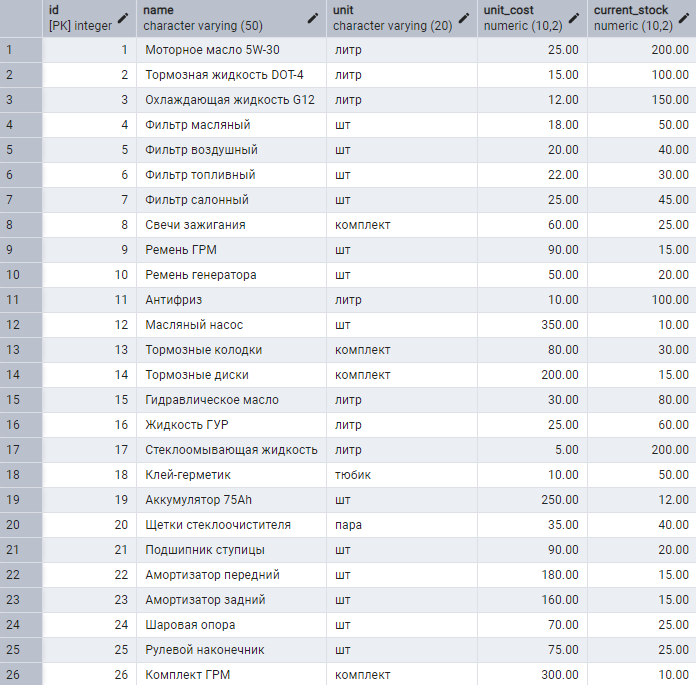 id name unit unit_cost current_stock
[PK] integer character varying (50) character varying (20) numeric (10,2) numeric (10,2)
1 1 Моторное масло 5W-30 литр 25.00 200.00
2 2 Тормозная жидкость DOT-4 литр 15.00 100.00
3 3 Охлаждающая жидкость G12 литр 12.00 150.00
4 4 Фильтр масляный шт 18.00 50.00
5 5 Фильтр воздушный шт 20.00 40.00
6 6 Фильтр топливный шт 22.00 30.00
7 7 Фильтр салонный шт 25.00 45.00
8 8 Свечи зажигания комплект 60.00 25.00
9 9 Ремень ГРМ шт 90.00 15.00
10 10 Ремень генератора шт 50.00 20.00
11 11 Антифриз литр 10.00 100.00
12 12 Масляный насос шт 350.00 10.00
13 13 Тормозные колодки комплект 80.00 30.00
14 14 Тормозные диски комплект 200.00 15.00
15 15 Гидравлическое масло литр 30.00 80.00
16 16 Жидкость ГУР литр 25.00 60.00
17 17 Стеклоомывающая жидкость литр 5.00 200.00
18 18 Клей-герметик тюбик 10.00 50.00
19 19 Аккумулятор 75Ah шт 250.00 12.00
20 20 Щетки стеклоочистителя пара 35.00 40.00
21 21 Подшипник ступицы шт 90.00 20.00
22 22 Амортизатор передний шт 180.00 15.00
23 23 Амортизатор задний шт 160.00 15.00
24 24 Шаровая опора шт 70.00 25.00
25 25 Рулевой наконечник шт 75.00 25.00
26 26 Комплект ГРМ комплект 300.00 10.00